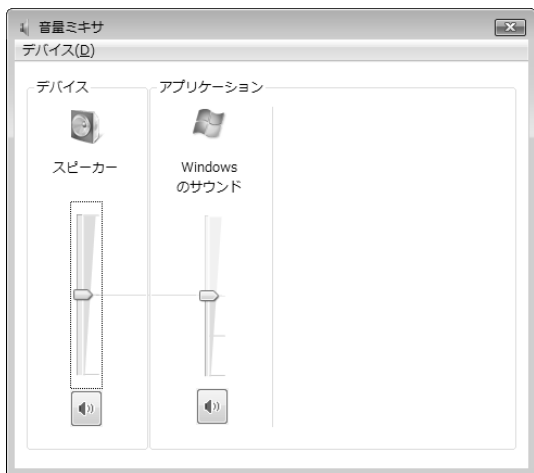 音量ミキサ
デバイス(D)
デバイス
アプリケーション
スピーカー
Windows
のサウンド